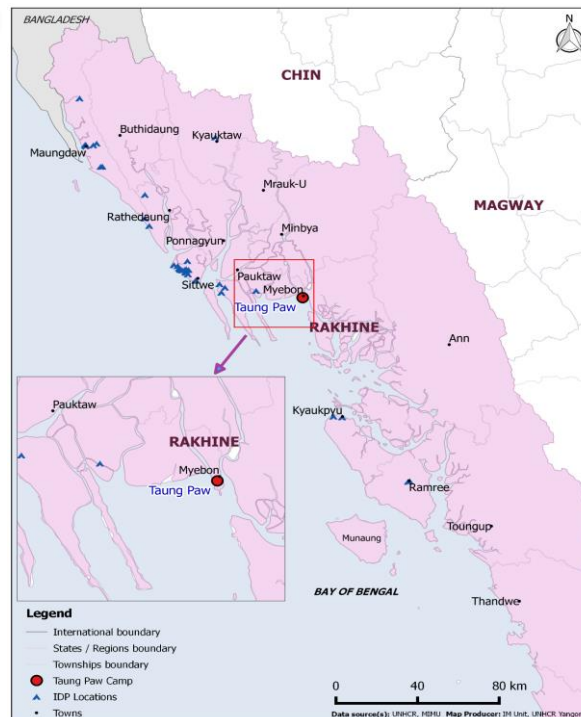 BANGLADESH
N
CHIN
Buthidaung
Kyauktaw
Maungdaw
Mrauk-U
MAGWAY
Rathedaung
Minbya
Ponnagyun
Pauktaw
Sittwe
Myebon
Taung Paw
RAKHINE
Ann
Pauktaw
Kyaukpyu
RAKHINE
Myebon
Taung Paw
Ramree
Toungup
Munaung
BAY OF BENGAL
Thandwe
Legend
International boundary
States / Regions boundary
Townships boundary
Taung Paw Camp
IDP Locations
Towns
0 40 80 km
Data source(s): UNHCR, MIMU Map Producer: IM Unit, UNHCR Yangon